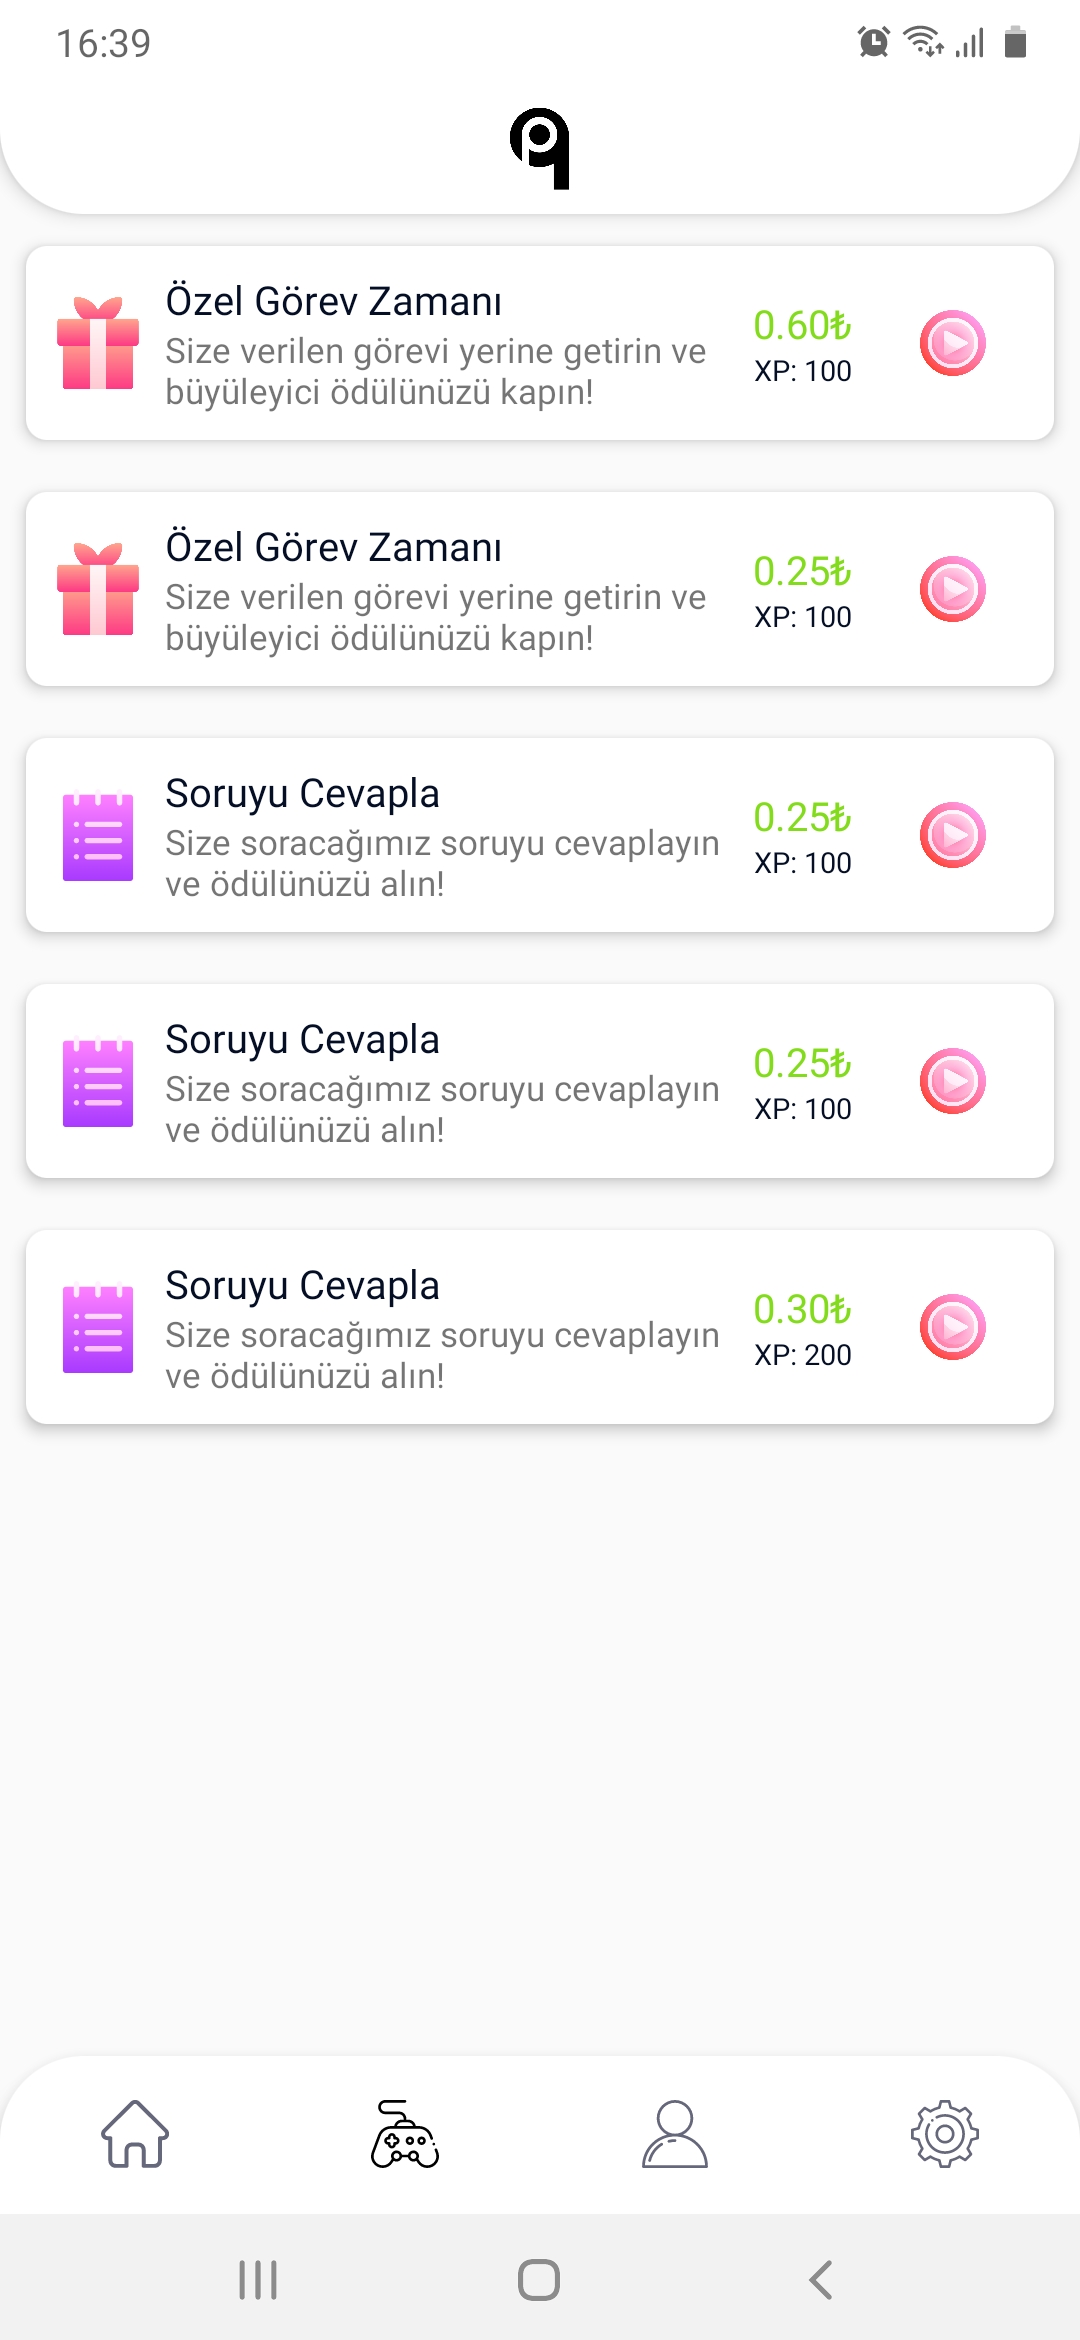 16:39
Özel Görev Zamanı
Size verilen görevi yerine getirin ve
büyüleyici ödülünüzü kapın!
0.60₺
XP: 100
Özel Görev Zamanı
Size verilen görevi yerine getirin ve
büyüleyici ödülünüzü kapın!
0.25₺
XP: 100
Soruyu Cevapla
Size soracağımız soruyu cevaplayın
ve ödülünüzü alın!
0.25₺
XP: 100
Soruyu Cevapla
Size soracağımız soruyu cevaplayın
ve ödülünüzü alın!
0.25₺
XP: 100
Soruyu Cevapla
Size soracağımız soruyu cevaplayın
ve ödülünüzü alın!
0.30₺
XP: 200